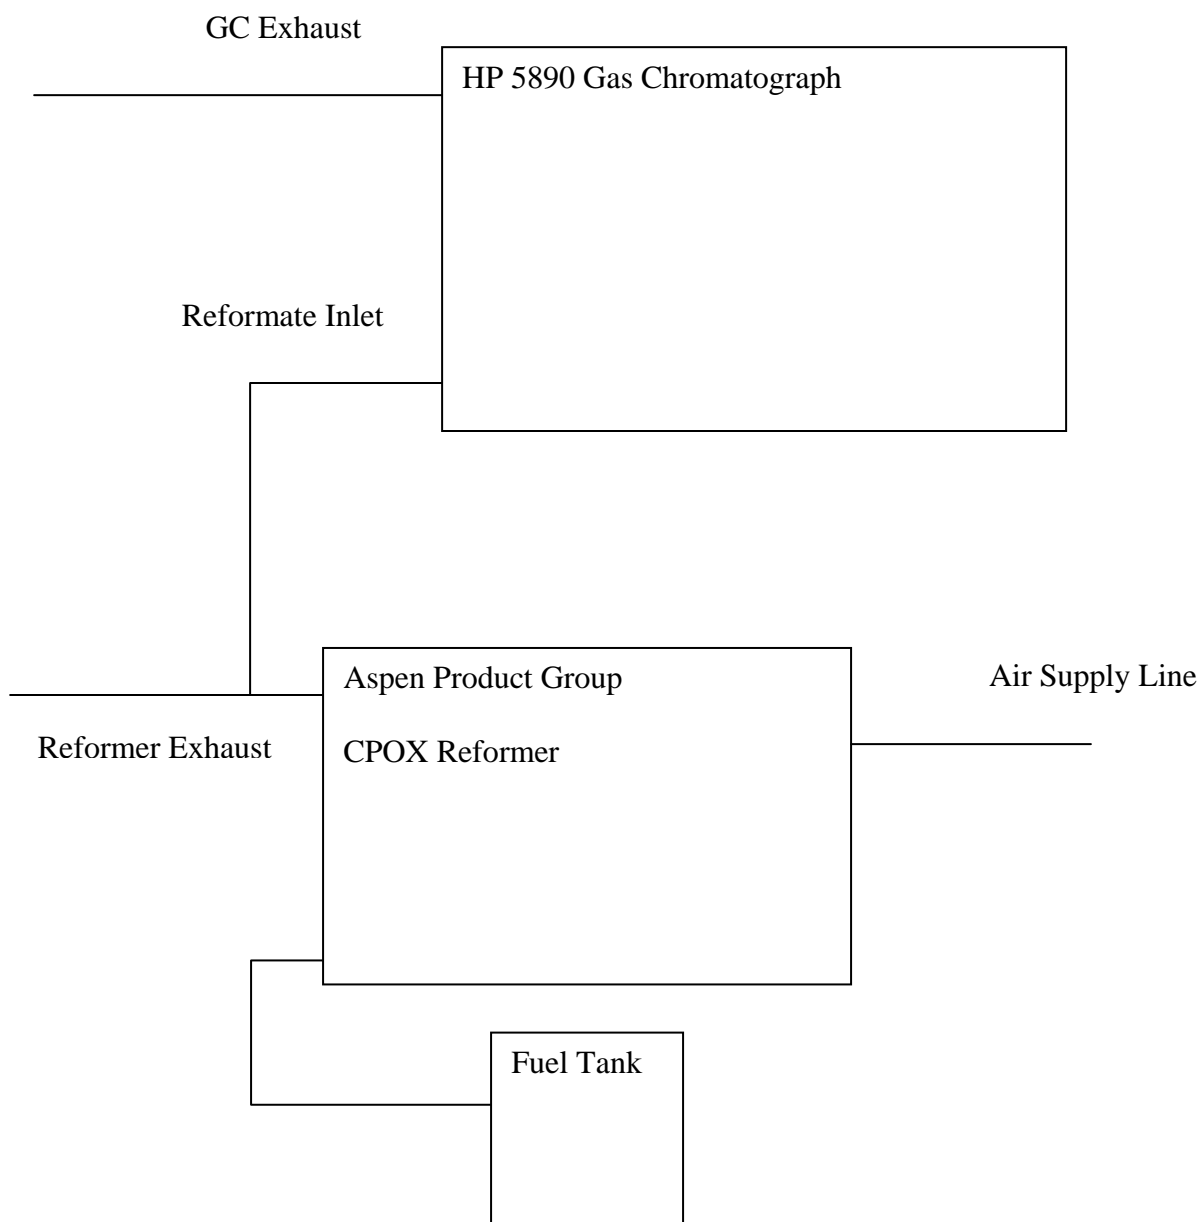 GC Exhaust
HP 5890 Gas Chromatograph
Reformate Inlet
Aspen Product Group
Air Supply Line
Reformer Exhaust
CPOX Reformer
Fuel Tank